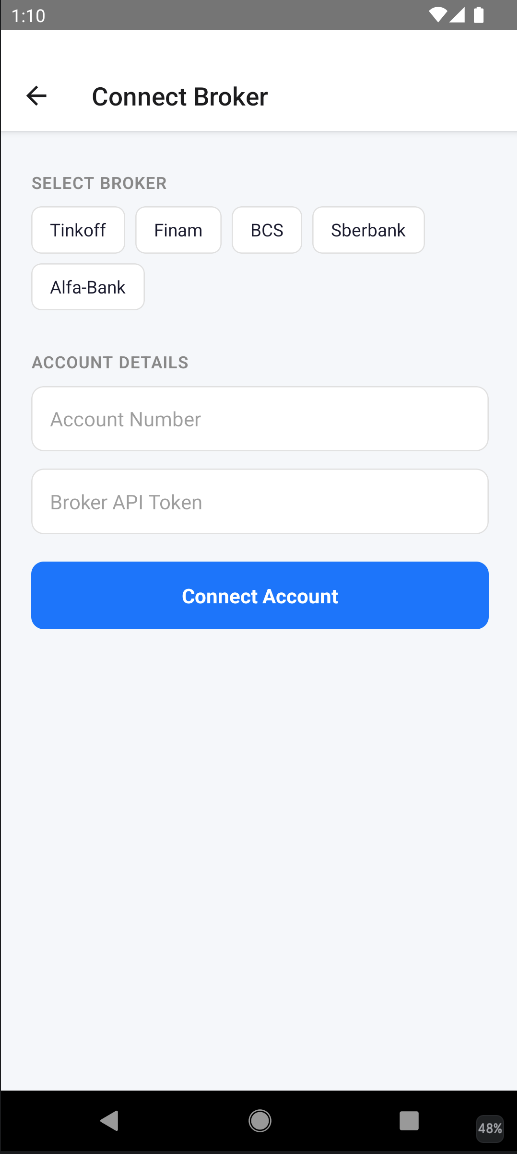 1:10
Connect Broker
SELECT BROKER
Tinkoff Finam BCS Sberbank
Alfa-Bank
ACCOUNT DETAILS
Account Number
Broker API Token
Connect Account
48%